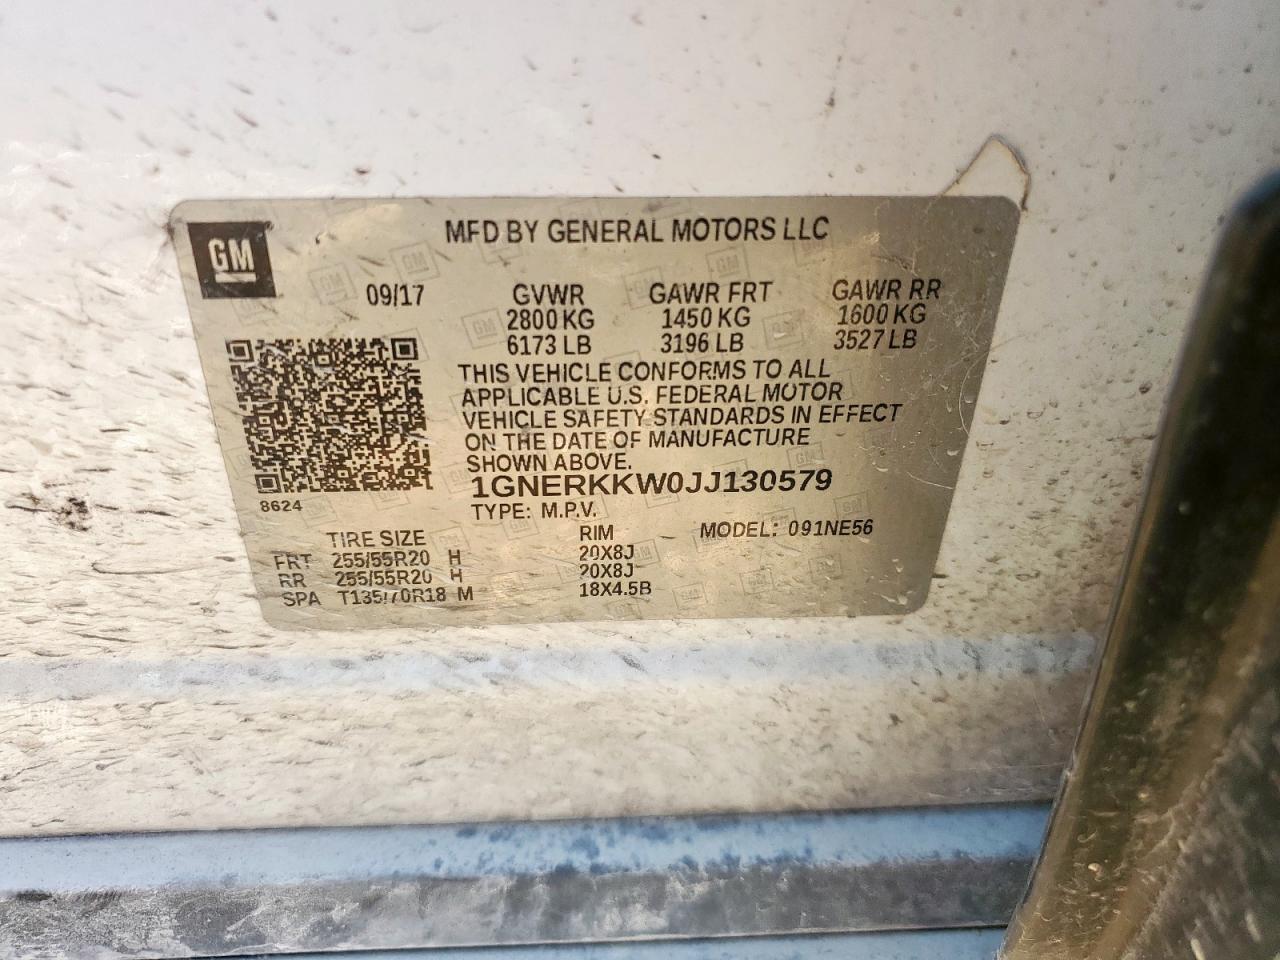 GM
MFD BY GENERAL MOTORS LLC
09/17
GVWR GAWR FRT GAWR RR
2800 KG 1450 KG 1600 KG
6173 LB 3196 LB 3527 LB
THIS VEHICLE CONFORMS TO ALL
APPLICABLE U.S. FEDERAL MOTOR
VEHICLE SAFETY STANDARDS IN EFFECT
ON THE DATE OF MANUFACTURE
SHOWN ABOVE.
1GNERKKW0JJ130579
8624
TYPE: M.P.V.
MODEL: 091NE56
TIRE SIZE RIM
FRT 255/55R20 H 20X8J
RR 255/55R20 H 20X8J
SPA T135/70R18 M 18X4.5B